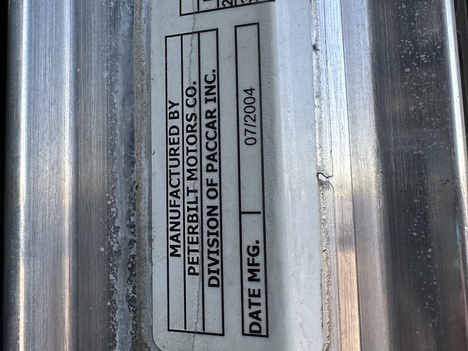 MANUFACTURED BY
PETERBILT MOTORS CO.
DIVISION OF PACCAR INC.
DATE MFG. 07/2004